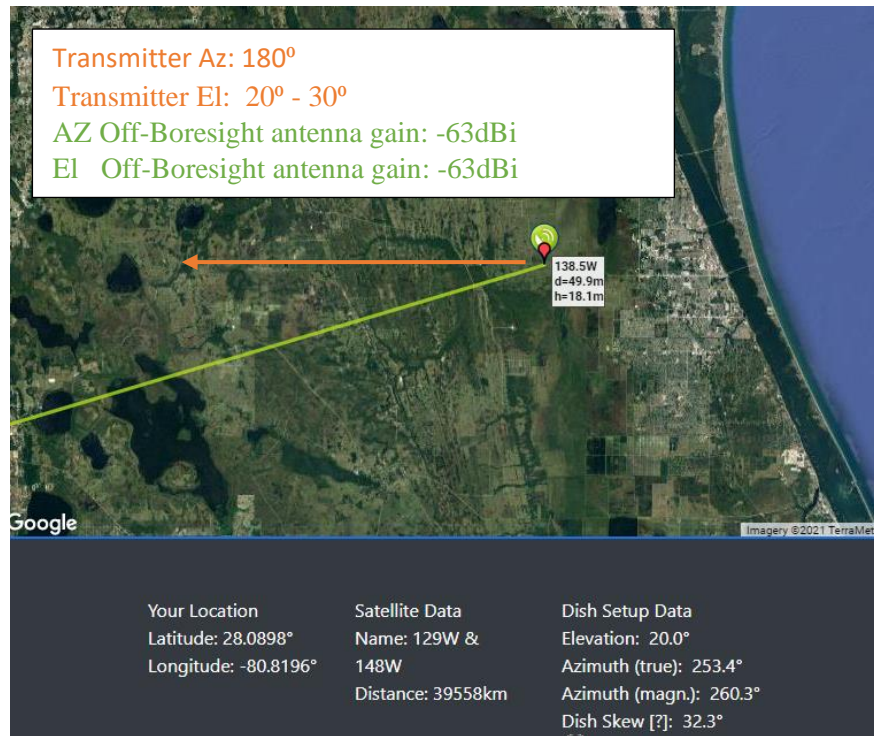 Transmitter Az: 180⁰
Transmitter El:  20⁰ - 30⁰
AZ Off-Boresight antenna gain: -63dBi
El   Off-Boresight antenna gain: -63dBi
138.5W
d=49.9m
h=18.1m
Google
Imagery ©2021 TerraMet
Your Location
Latitude: 28.0898°
Longitude: -80.8196°
Satellite Data
Name: 129W &
148W
Distance: 39558km
Dish Setup Data
Elevation: 20.0°
Azimuth (true): 253.4°
Azimuth (magn.): 260.3°
Dish Skew [?]: 32.3°